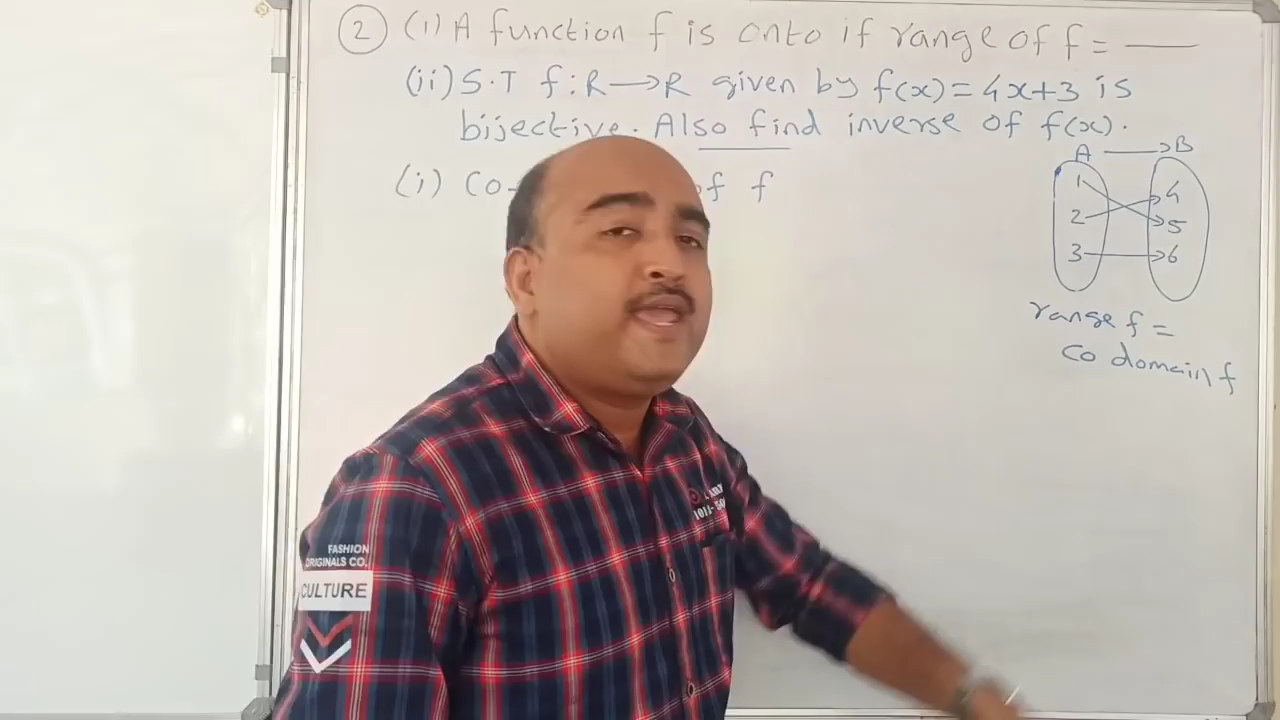 2 (i) A function f is onto if range of f = ——
(ii) S.T f:R→R given by f(x)=4x+3 is
bijective. Also find inverse of f(x).
(i) Co- of f
A → B
1 4
2 5
3 6
range f =
Co domain f
FASHION
ORIGINALS CO.
CULTURE